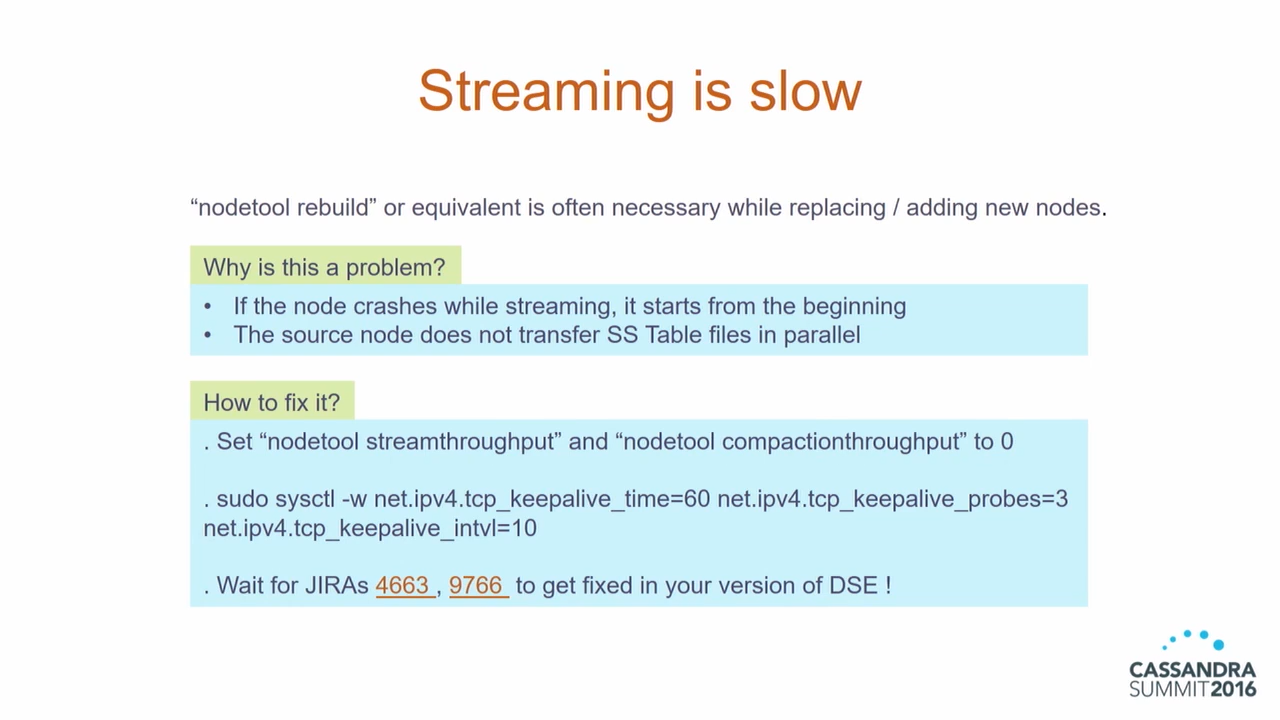 Streaming is slow
“nodetool rebuild” or equivalent is often necessary while replacing / adding new nodes.
Why is this a problem?
• If the node crashes while streaming, it starts from the beginning
• The source node does not transfer SS Table files in parallel
How to fix it?
. Set “nodetool streamthroughput” and “nodetool compactionthroughput” to 0
. sudo sysctl -w net.ipv4.tcp_keepalive_time=60 net.ipv4.tcp_keepalive_probes=3
net.ipv4.tcp_keepalive_intvl=10
. Wait for JIRAs 4663 , 9766 to get fixed in your version of DSE !
CASSANDRA
SUMMIT2016